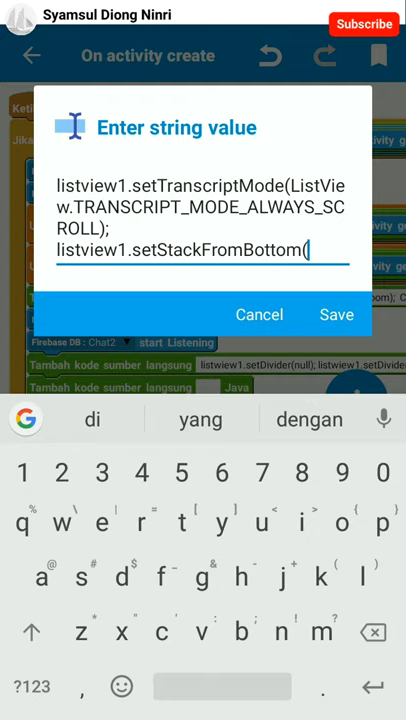 Syamsul Diong Ninri
Subscribe
On activity create
Jika
Enter string value
listview1.setTranscriptMode(ListVie
w.TRANSCRIPT_MODE_ALWAYS_SC
ROLL);
listview1.setStackFromBottom(
Cancel
Save
Firebase DB : Chat2 start Listening
Tambah kode sumber langsung listview1.setDivider(null); listview1.setDivide
Tambah kode sumber langsung Java
di yang dengan
1 2 3 4 5 6 7 8 9 0
% \ | = [ ] < > { }
q w e r t y u i o p
@ # $ _ & - + ( )
a s d f g h j k l
* " ' : ; ! ?
z x c v b n m
?123 , .